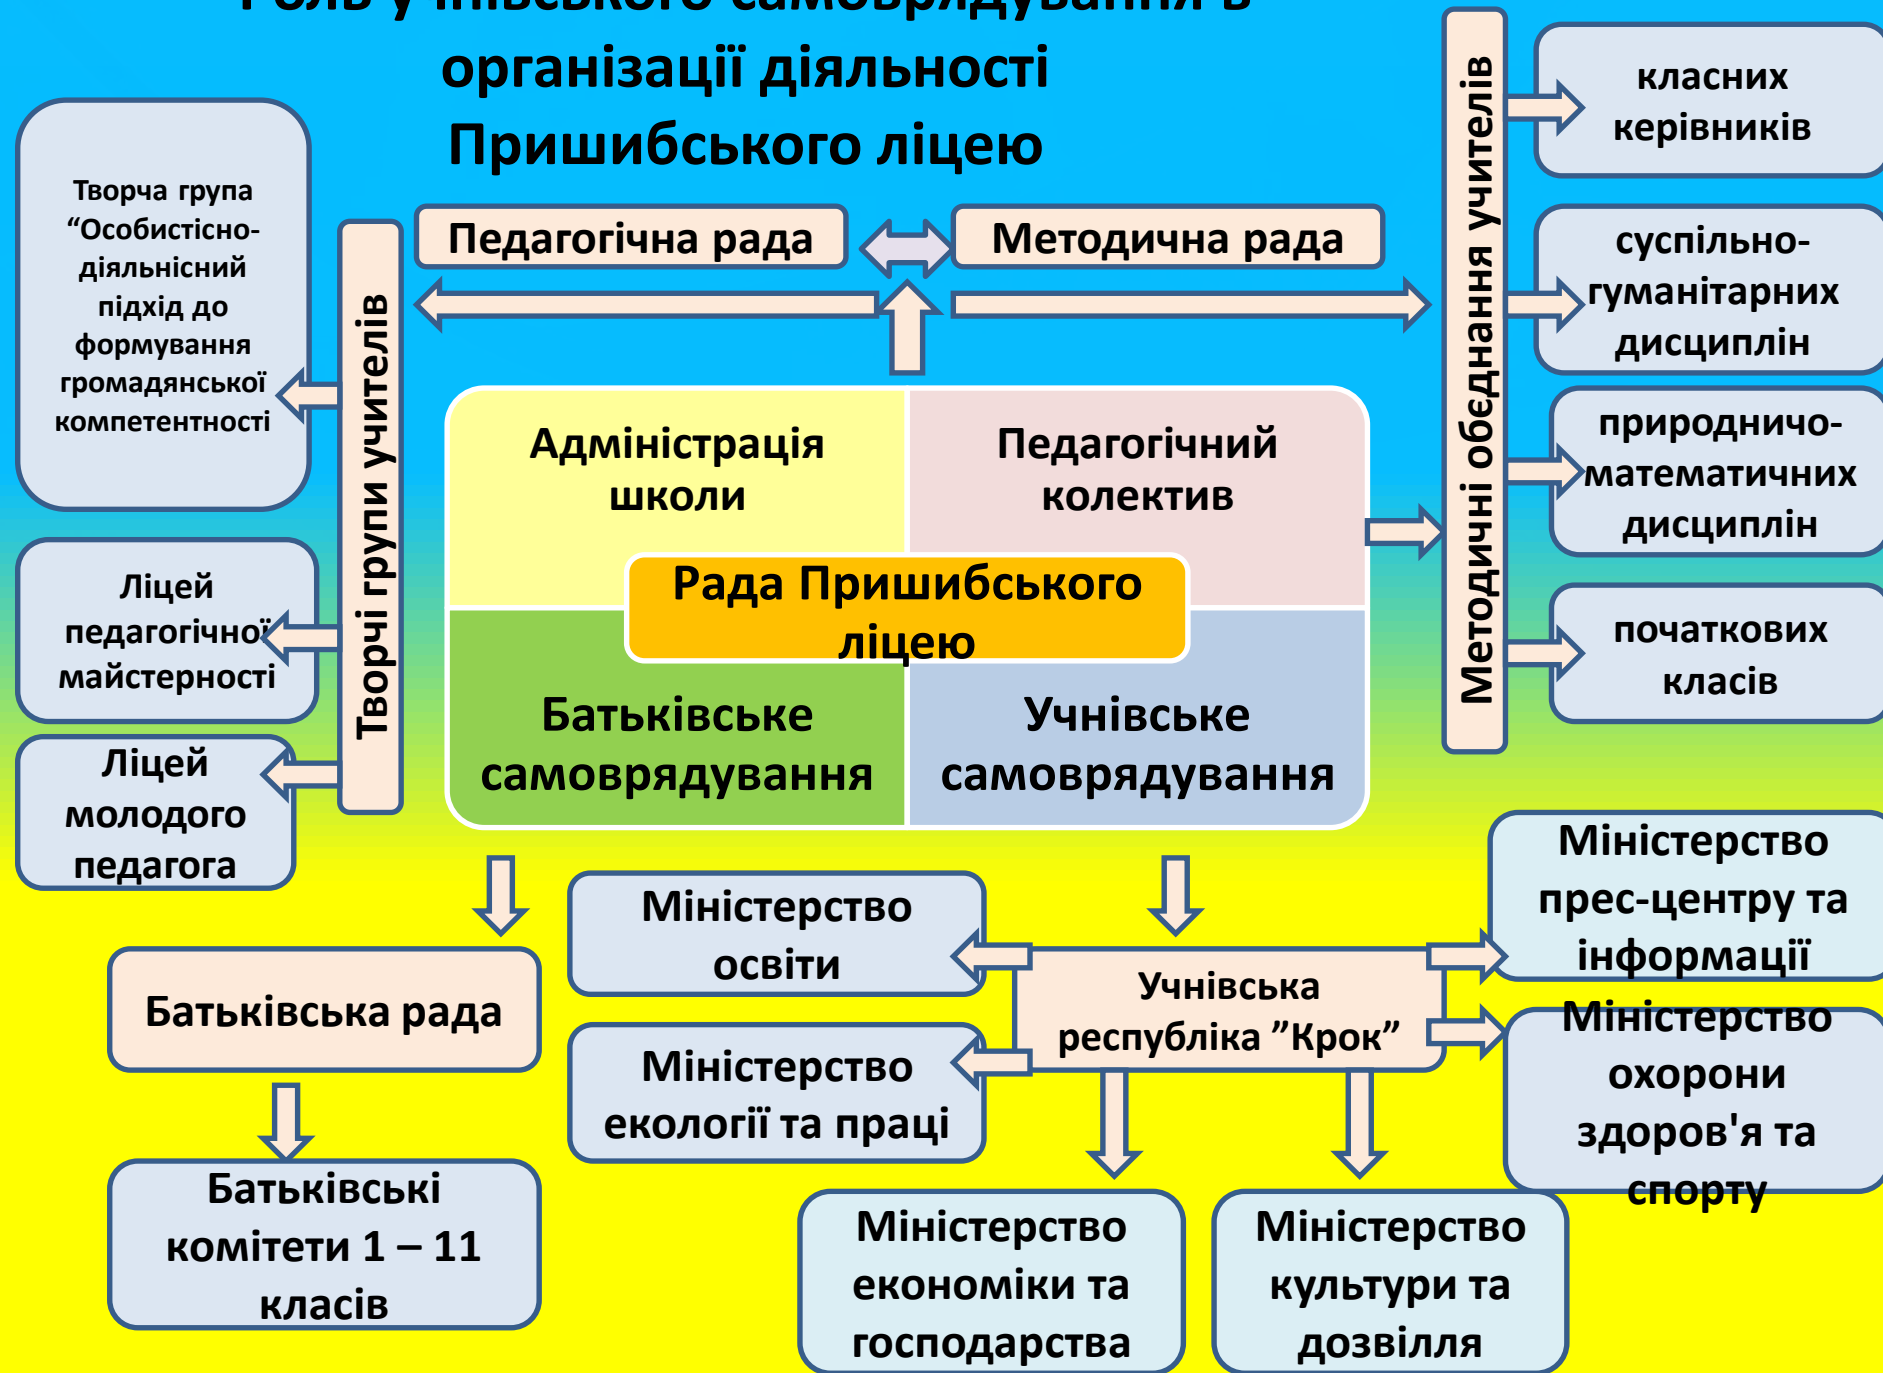 Роль учнівського самоврядування в
організації діяльності
Пришибського ліцею
Творча група
“Особистісно-
діяльнісний
підхід до
формування
громадянської
компетентності
Ліцей
педагогічної
майстерності
Ліцей
молодого
педагога
Творчі групи учителів
Педагогічна рада
Методична рада
Адміністрація
школи
Педагогічний
колектив
Рада Пришибського
ліцею
Батьківське
самоврядування
Учнівське
самоврядування
Методичні обєднання учителів
класних
керівників
суспільно-
гуманітарних
дисциплін
природничо-
математичних
дисциплін
початкових
класів
Батьківська рада
Батьківські
комітети 1 – 11
класів
Міністерство
освіти
Міністерство
екології та праці
Учнівська
республіка ”Крок”
Міністерство
прес-центру та
інформації
Міністерство
охорони
здоров'я та
спорту
Міністерство
економіки та
господарства
Міністерство
культури та
дозвілля